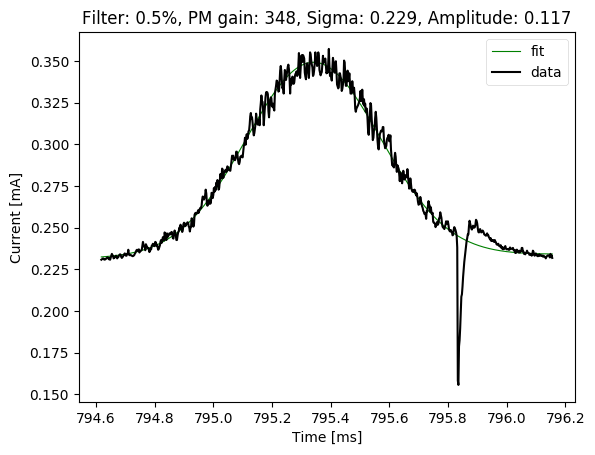 Filter: 0.5%, PM gain: 348, Sigma: 0.229, Amplitude: 0.117
fit
data
0.350
0.325
0.300
0.275
0.250
0.225
0.200
0.175
0.150
Current [mA]
794.6 794.8 795.0 795.2 795.4 795.6 795.8 796.0 796.2
Time [ms]